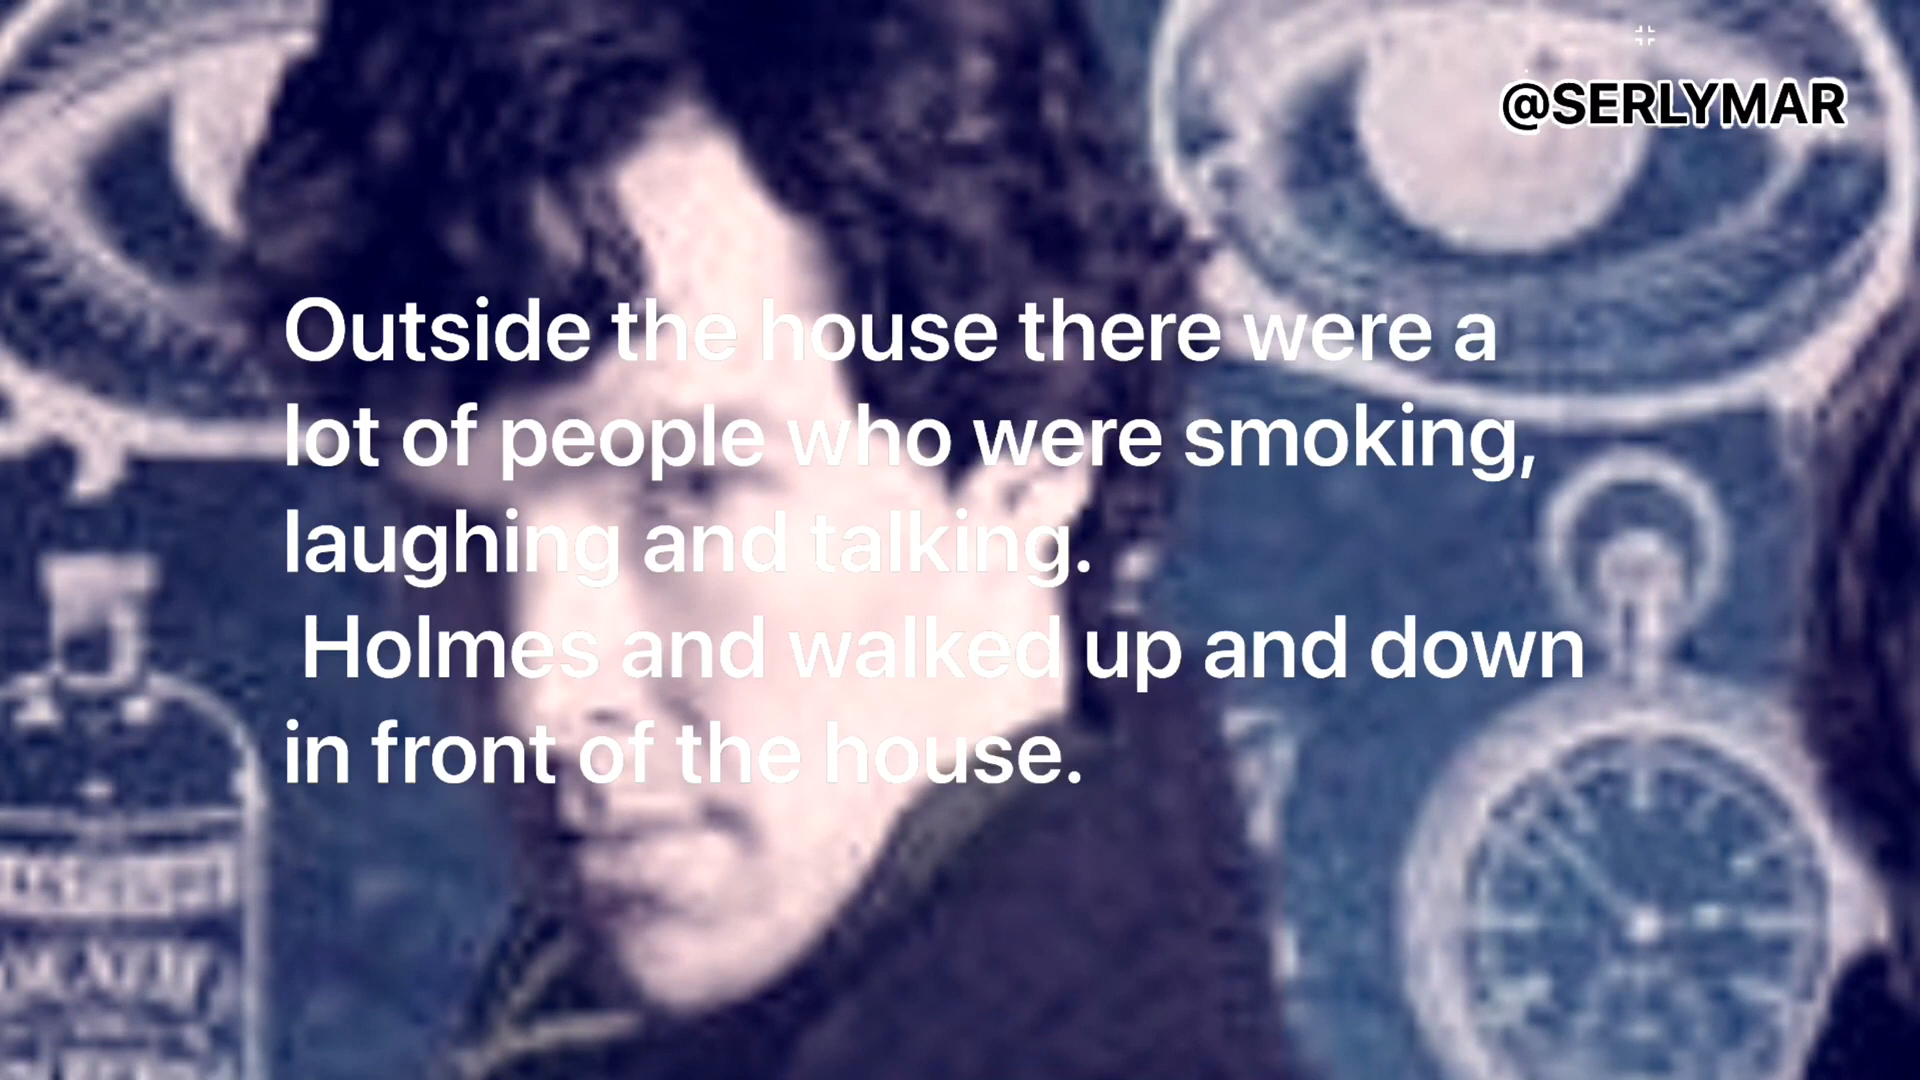 @SERLYMAR
Outside the house there were a
lot of people who were smoking,
laughing and talking.
Holmes and walked up and down
in front of the house.